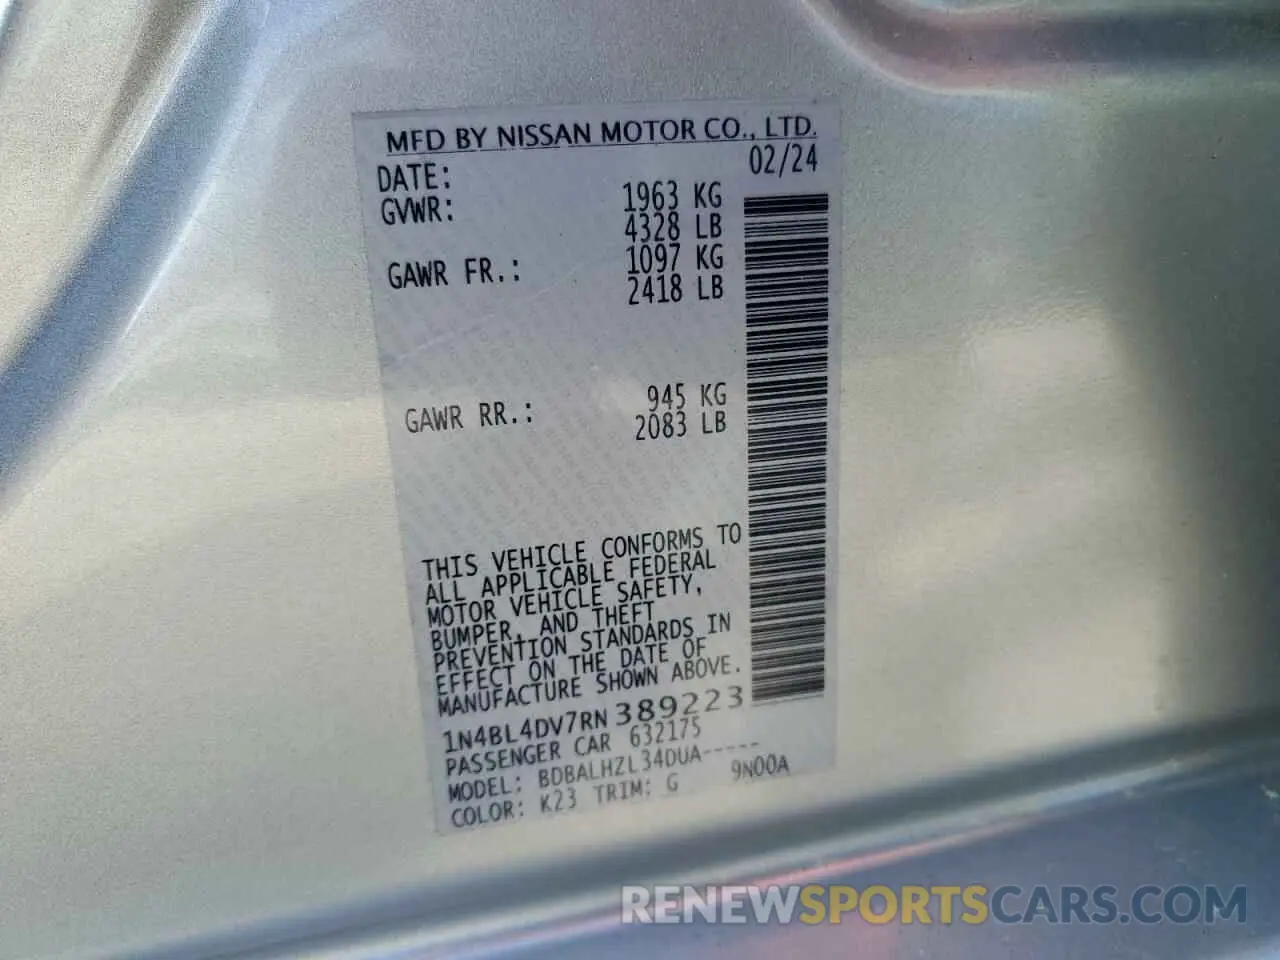 MFD BY NISSAN MOTOR CO., LTD.
DATE: 02/24
GVWR: 1963 KG
4328 LB
GAWR FR.: 1097 KG
2418 LB
GAWR RR.: 945 KG
2083 LB
THIS VEHICLE CONFORMS TO
ALL APPLICABLE FEDERAL
MOTOR VEHICLE SAFETY,
BUMPER, AND THEFT
PREVENTION STANDARDS IN
EFFECT ON THE DATE OF
MANUFACTURE SHOWN ABOVE.
1N4BL4DV7RN389223
PASSENGER CAR 632175
MODEL: BDBALHZL34DUA-----
COLOR: K23 TRIM: G 9N00A
RENEWSPORTSCARS.COM